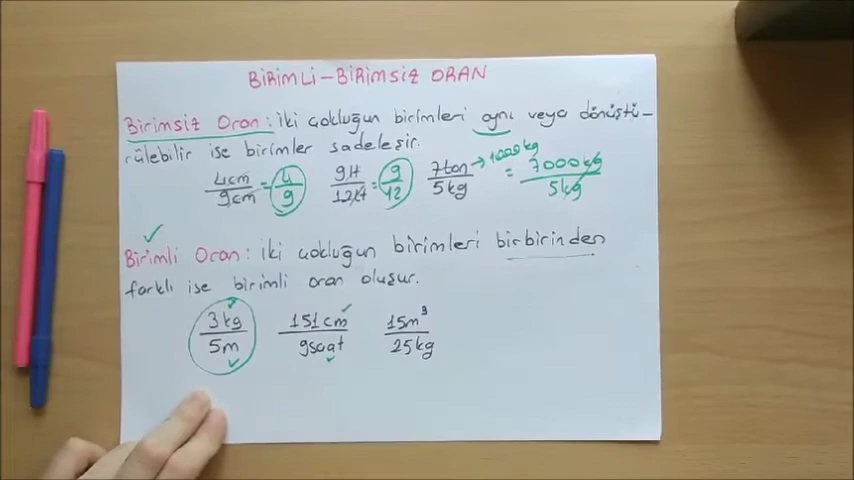 BİRİMLİ-BİRİMSİZ ORAN
Birimsiz Oran: iki çokluğun birimleri aynı veya dönüştü-
rülebilir ise birimler sadeleşir.
4cm/9cm = 4/9 9H/12H = 9/12 7ton/5kg → 1000kg = 7000kg/5kg
✓
Birimli Oran: iki çokluğun birimleri birbirinden
farklı ise birimli oran oluşur.
3kg/5m 151cm/9saat 15m³/25kg